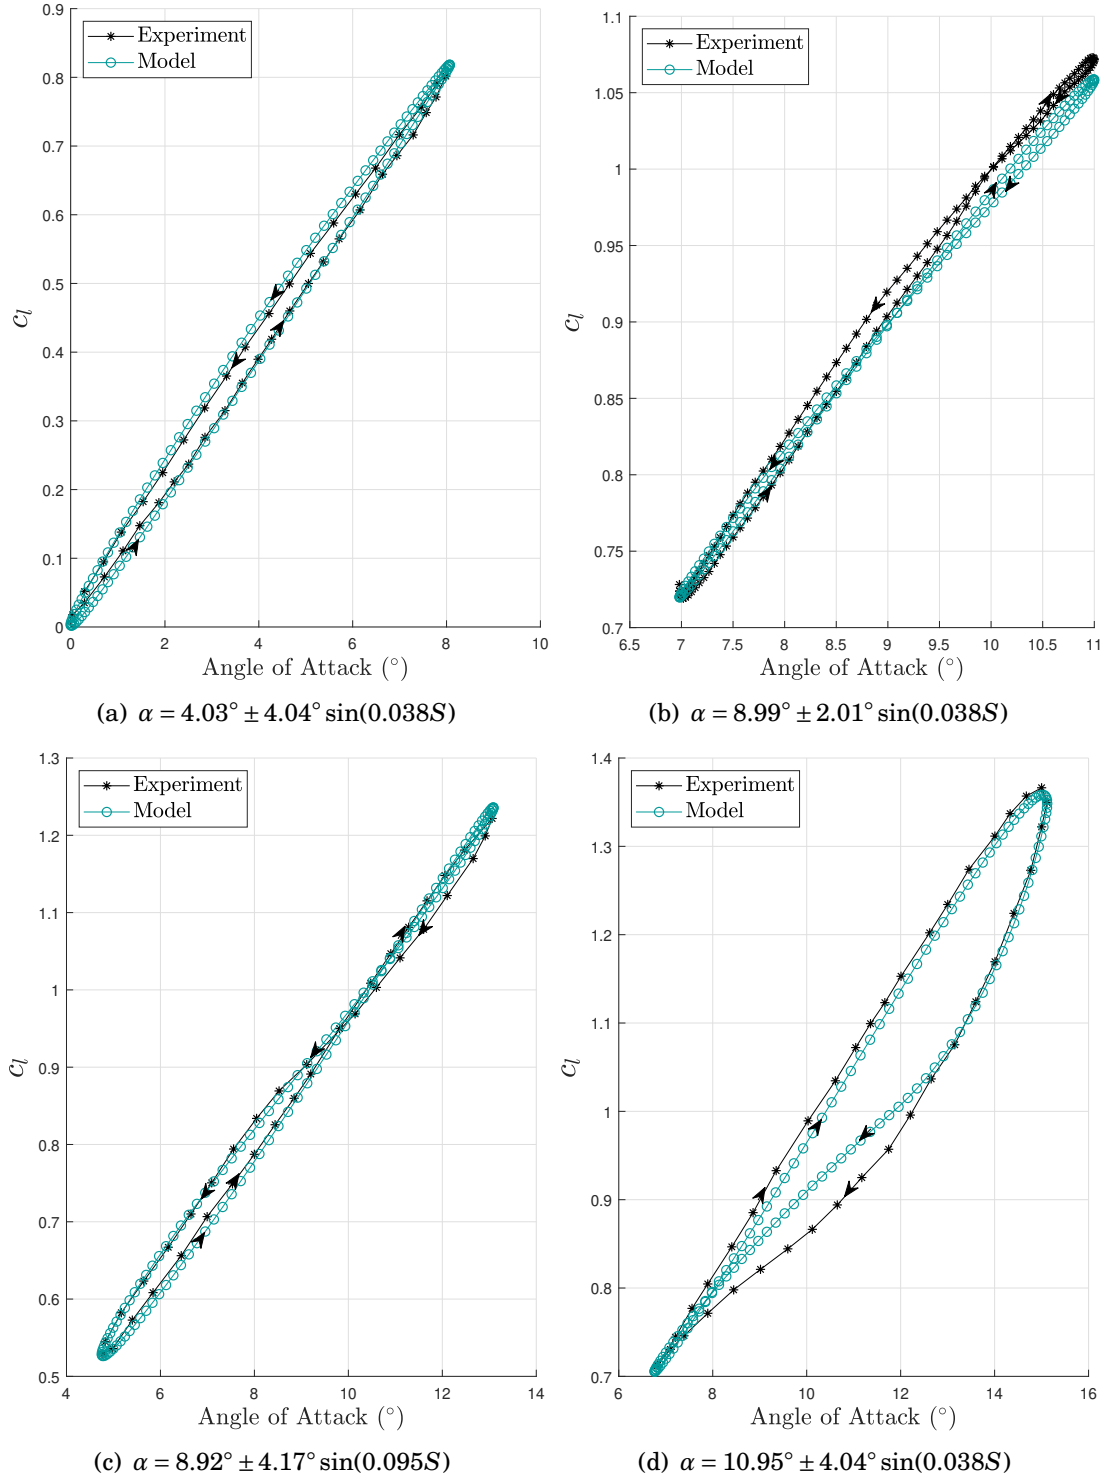 0.9
0.8
0.7
0.6
0.5
0.4
0.3
0.2
0.1
0
c_l
Experiment
Model
0 2 4 6 8 10
Angle of Attack (°)
(a) α = 4.03° ± 4.04° sin(0.038S)
1.1
1.05
1
0.95
0.9
0.85
0.8
0.75
0.7
c_l
Experiment
Model
6.5 7 7.5 8 8.5 9 9.5 10 10.5 11
Angle of Attack (°)
(b) α = 8.99° ± 2.01° sin(0.038S)
1.3
1.2
1.1
1
0.9
0.8
0.7
0.6
0.5
c_l
Experiment
Model
4 6 8 10 12 14
Angle of Attack (°)
(c) α = 8.92° ± 4.17° sin(0.095S)
1.4
1.3
1.2
1.1
1
0.9
0.8
0.7
c_l
Experiment
Model
6 8 10 12 14 16
Angle of Attack (°)
(d) α = 10.95° ± 4.04° sin(0.038S)